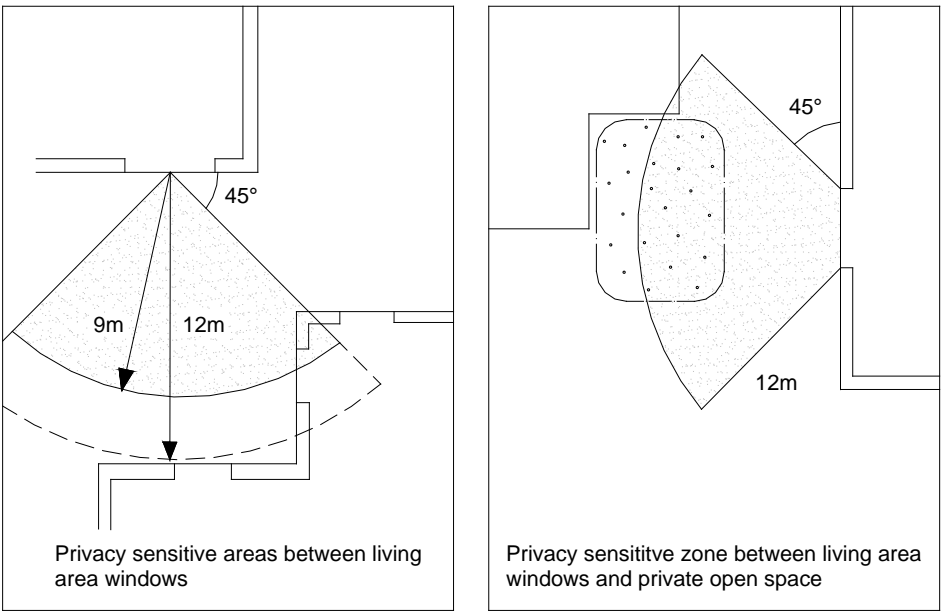 45°
9m
12m
Privacy sensitive areas between living
area windows
45°
12m
Privacy sensititve zone between living area
windows and private open space